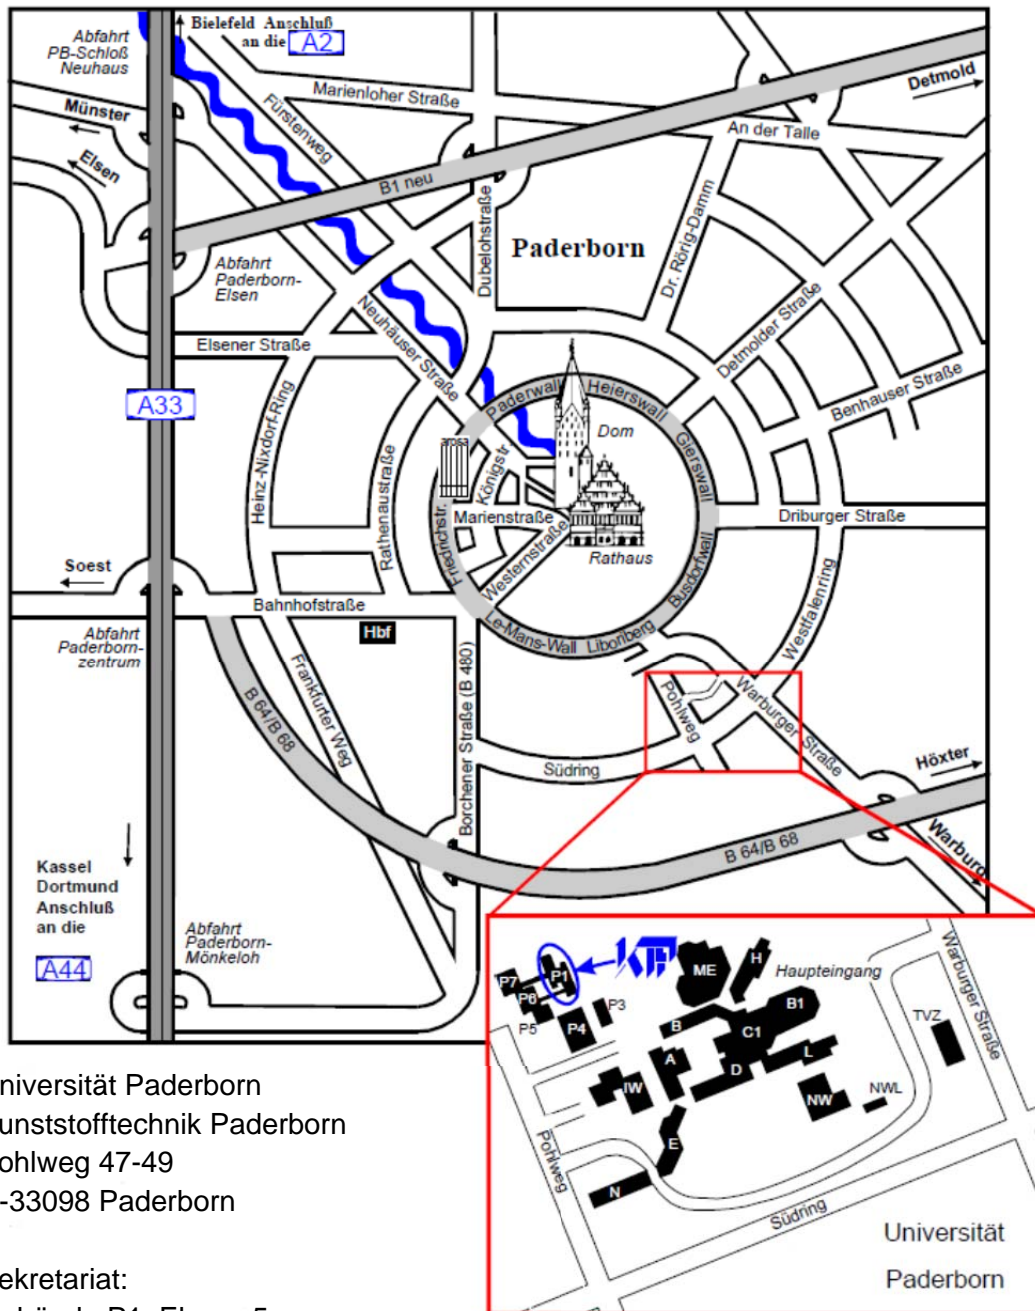 Abfahrt
PB-Schloß
Neuhaus
Bielefeld Anschluß
an die A2
Münster
Elsen
Marienloher Straße
Fürstenweg
B1 neu
Detmold
An der Talle
Abfahrt
Paderborn-
Elsen
Dubelohstraße
Paderborn
Dr. Rörig-Damm
Elsener Straße
Neuhäuser Straße
Detmolder Straße
Benhauser Straße
A33
Heinz-Nixdorf-Ring
Rathenaustraße
Paderwall
Heierswall
Gierswall
Dom
arosa
Königstr.
Marienstraße
Friedrichstr.
Westernstraße
Rathaus
Busdorfwall
Driburger Straße
Westfalenring
Soest
Bahnhofstraße
Hbf
Le-Mans-Wall Liboriberg
Abfahrt
Paderborn-
zentrum
B 64/B 68
Frankfurter Weg
Borchener Straße (B 480)
Pohlweg
Warburger Straße
Südring
Höxter
B 64/B 68
Warburg
Kassel
Dortmund
Anschluß
an die
A44
Abfahrt
Paderborn-
Mönkeloh
KTP
P7
P1
P6
P5
P4
P3
ME
H
Haupteingang
B
C1
B1
A
D
L
IW
NW
NWL
TVZ
E
N
Warburger Straße
Pohlweg
Südring
Universität
Paderborn
niversität Paderborn
unststofftechnik Paderborn
ohlweg 47-49
-33098 Paderborn
ekretariat: